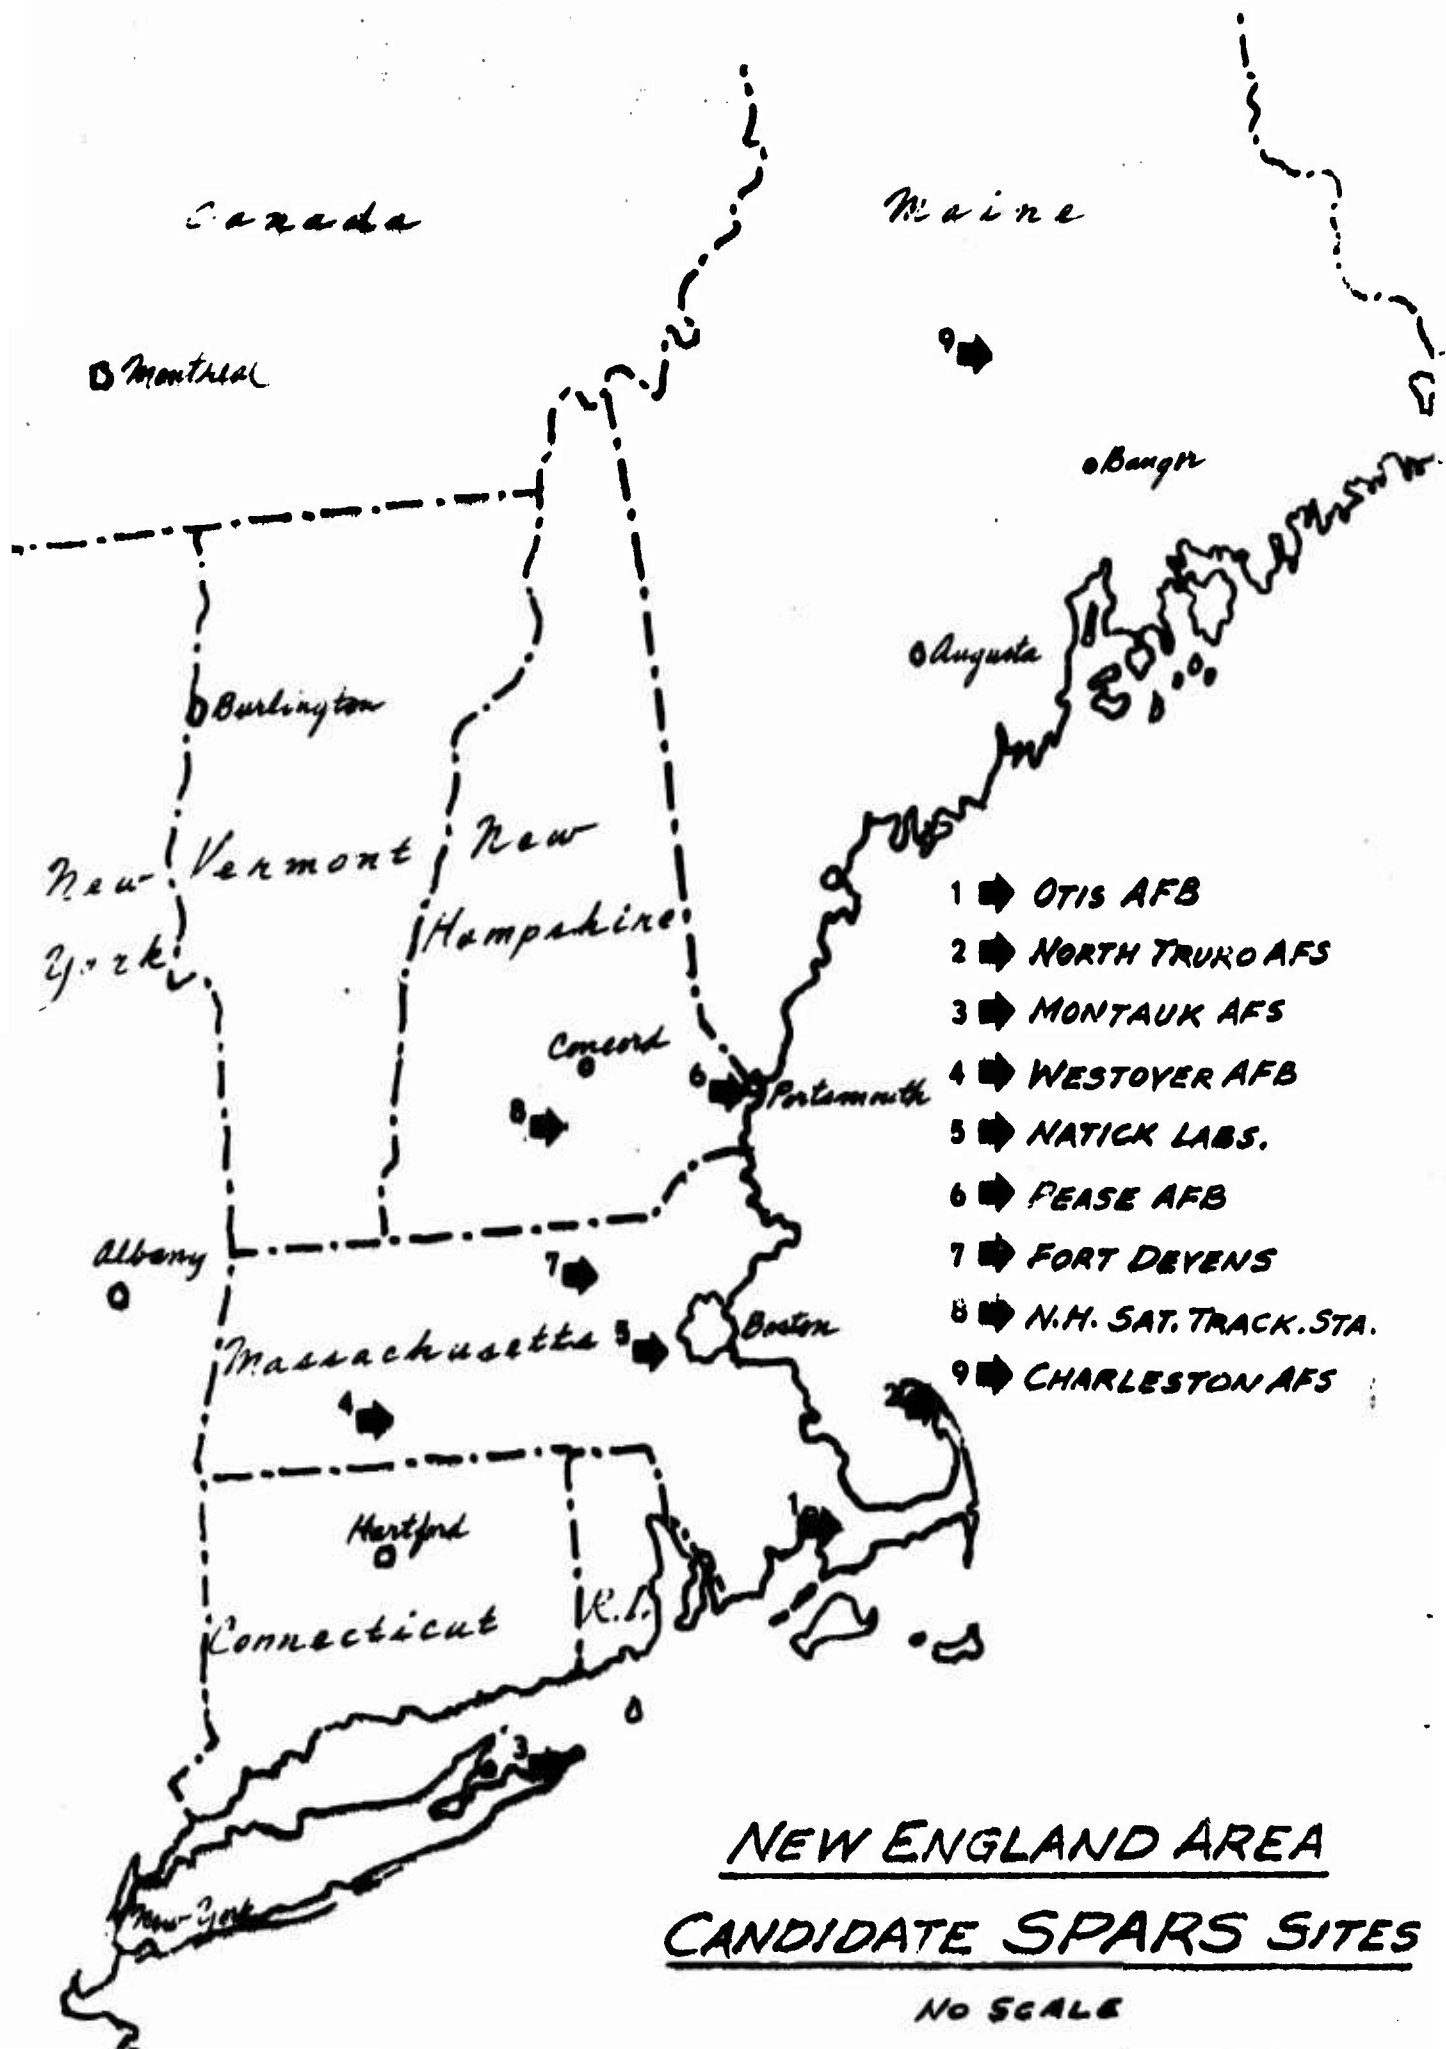 Canada
Maine
9
Montreal
Bangor
Augusta
Burlington
New York
Vermont
New Hampshire
1 OTIS AFB
2 NORTH TRURO AFS
3 MONTAUK AFS
4 WESTOVER AFB
5 NATICK LABS.
6 PEASE AFB
7 FORT DEVENS
8 N.H. SAT. TRACK. STA.
9 CHARLESTON AFS
Concord
6
Portsmouth
8
Albany
7
Massachusetts
5
Boston
4
2
1
Hartford
Connecticut
R.I.
3
New York
NEW ENGLAND AREA
CANDIDATE SPARS SITES
NO SCALE